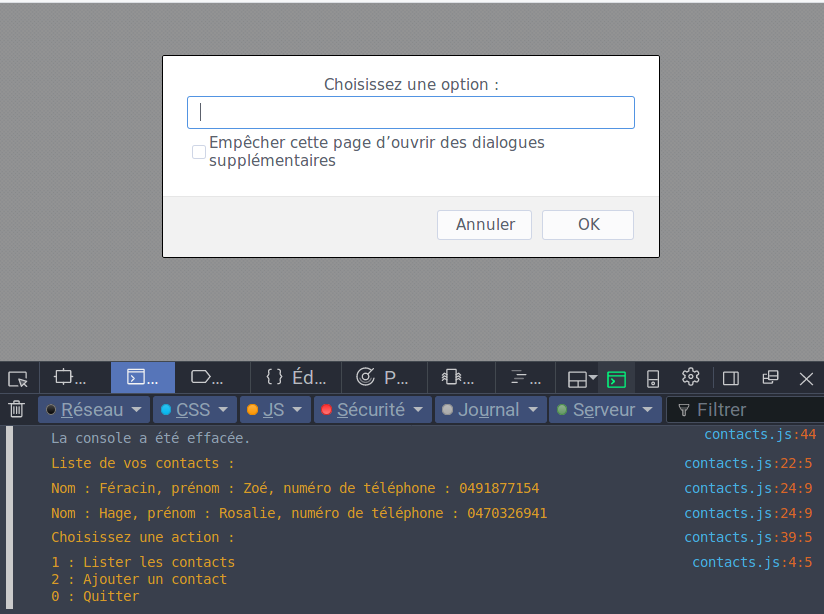 Choisissez une option :
Empêcher cette page d’ouvrir des dialogues
supplémentaires
Annuler OK
... ... ... { } Éd... P... ... ...
Réseau CSS JS Sécurité Journal Serveur Filtrer
La console a été effacée. contacts.js:44
Liste de vos contacts : contacts.js:22:5
Nom : Féracin, prénom : Zoé, numéro de téléphone : 0491877154 contacts.js:24:9
Nom : Hage, prénom : Rosalie, numéro de téléphone : 0470326941 contacts.js:24:9
Choisissez une action : contacts.js:39:5
1 : Lister les contacts contacts.js:4:5
2 : Ajouter un contact
0 : Quitter